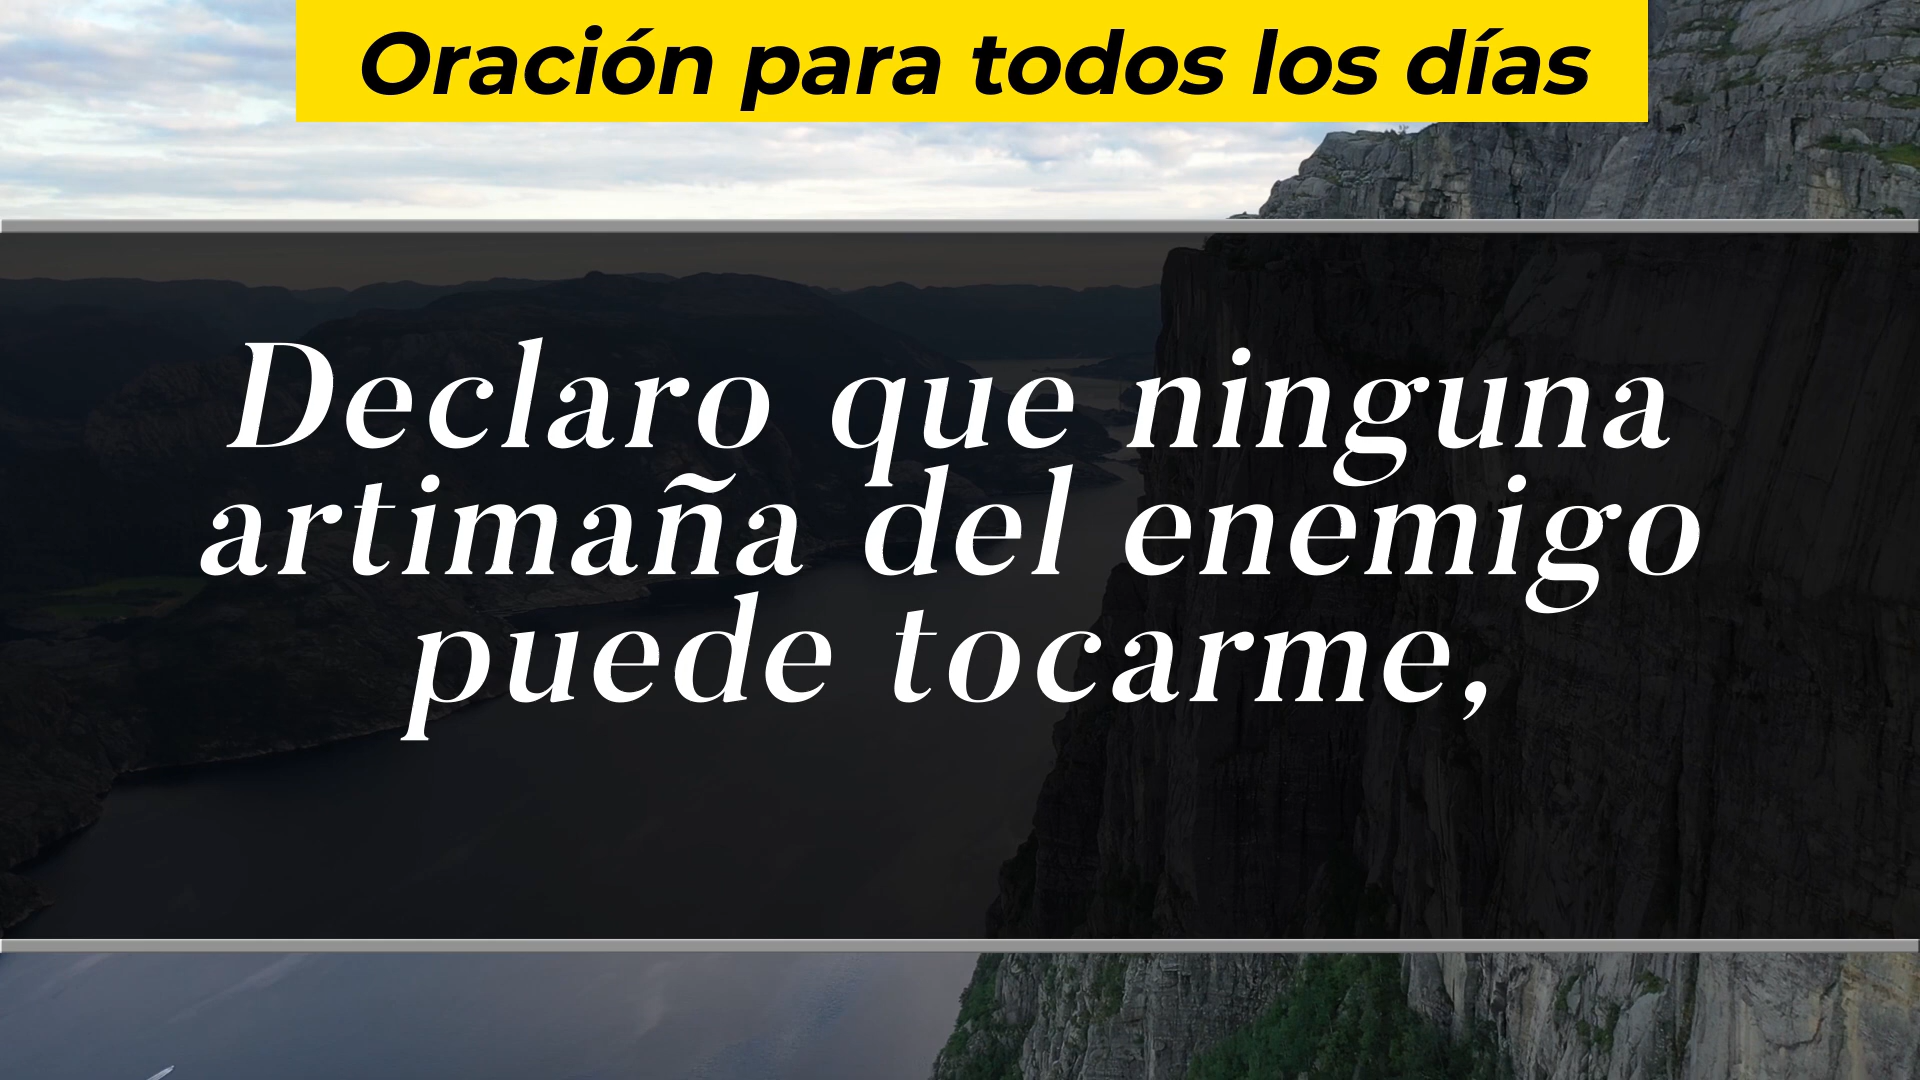 Oración para todos los días
Declaro que ninguna
artimaña del enemigo
puede tocarme,